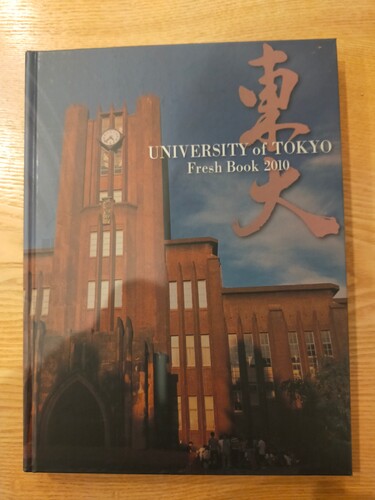 東大
UNIVERSITY of TOKYO
Fresh Book 2010